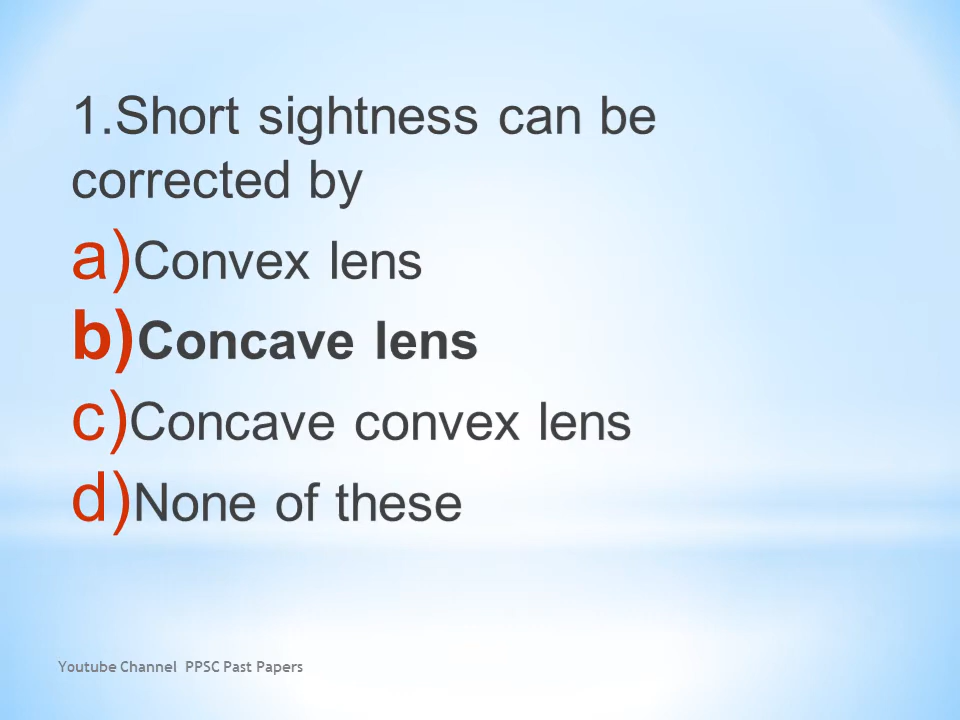 1.Short sightness can be
corrected by
a)Convex lens
b)Concave lens
c)Concave convex lens
d)None of these
Youtube Channel PPSC Past Papers